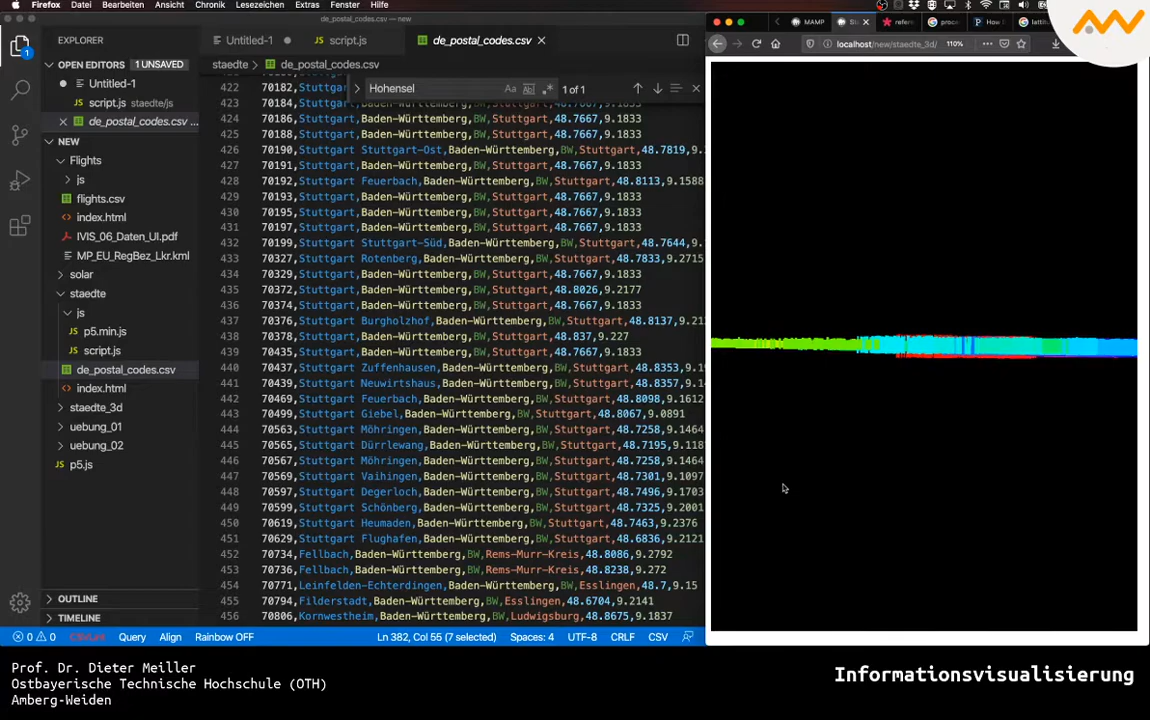 Firefox Datei Bearbeiten Ansicht Chronik Lesezeichen Extras Fenster Hilfe
de_postal_codes.csv — new
EXPLORER
Untitled-1
script.js
de_postal_codes.csv
OPEN EDITORS 1 UNSAVED
Untitled-1
script.js staedte/js
de_postal_codes.csv ...
NEW
Flights
js
flights.csv
index.html
IVIS_06_Daten_UI.pdf
MP_EU_RegBez_Lkr.kml
solar
staedte
js
p5.min.js
script.js
de_postal_codes.csv
index.html
staedte_3d
uebung_01
uebung_02
p5.js
OUTLINE
TIMELINE
staedte > de_postal_codes.csv
Hohensel
Aa Abl .* 1 of 1
422 70182,Stuttgar
423 70184,Stuttgart,Baden-Württemberg,BW,Stuttgart,48.7667,9.1833
424 70186,Stuttgart,Baden-Württemberg,BW,Stuttgart,48.7667,9.1833
425 70188,Stuttgart,Baden-Württemberg,BW,Stuttgart,48.7667,9.1833
426 70190,Stuttgart Stuttgart-Ost,Baden-Württemberg,BW,Stuttgart,48.7819,9.
427 70191,Stuttgart,Baden-Württemberg,BW,Stuttgart,48.7667,9.1833
428 70192,Stuttgart Feuerbach,Baden-Württemberg,BW,Stuttgart,48.8113,9.1588
429 70193,Stuttgart,Baden-Württemberg,BW,Stuttgart,48.7667,9.1833
430 70195,Stuttgart,Baden-Württemberg,BW,Stuttgart,48.7667,9.1833
431 70197,Stuttgart,Baden-Württemberg,BW,Stuttgart,48.7667,9.1833
432 70199,Stuttgart Stuttgart-Süd,Baden-Württemberg,BW,Stuttgart,48.7644,9.
433 70327,Stuttgart Rotenberg,Baden-Württemberg,BW,Stuttgart,48.7833,9.2715
434 70329,Stuttgart,Baden-Württemberg,BW,Stuttgart,48.7667,9.1833
435 70372,Stuttgart,Baden-Württemberg,BW,Stuttgart,48.8026,9.2177
436 70374,Stuttgart,Baden-Württemberg,BW,Stuttgart,48.7667,9.1833
437 70376,Stuttgart Burgholzhof,Baden-Württemberg,BW,Stuttgart,48.8137,9.21
438 70378,Stuttgart,Baden-Württemberg,BW,Stuttgart,48.837,9.227
439 70435,Stuttgart,Baden-Württemberg,BW,Stuttgart,48.7667,9.1833
440 70437,Stuttgart Zuffenhausen,Baden-Württemberg,BW,Stuttgart,48.8353,9.1
441 70439,Stuttgart Neuwirtshaus,Baden-Württemberg,BW,Stuttgart,48.8357,9.1
442 70469,Stuttgart Feuerbach,Baden-Württemberg,BW,Stuttgart,48.8098,9.1612
443 70499,Stuttgart Giebel,Baden-Württemberg,BW,Stuttgart,48.8067,9.0891
444 70563,Stuttgart Möhringen,Baden-Württemberg,BW,Stuttgart,48.7258,9.1464
445 70565,Stuttgart Dürrlewang,Baden-Württemberg,BW,Stuttgart,48.7195,9.118
446 70567,Stuttgart Möhringen,Baden-Württemberg,BW,Stuttgart,48.7258,9.1464
447 70569,Stuttgart Vaihingen,Baden-Württemberg,BW,Stuttgart,48.7301,9.1097
448 70597,Stuttgart Degerloch,Baden-Württemberg,BW,Stuttgart,48.7496,9.1703
449 70599,Stuttgart Schönberg,Baden-Württemberg,BW,Stuttgart,48.7325,9.2001
450 70619,Stuttgart Heumaden,Baden-Württemberg,BW,Stuttgart,48.7463,9.2376
451 70629,Stuttgart Flughafen,Baden-Württemberg,BW,Stuttgart,48.6836,9.2121
452 70734,Fellbach,Baden-Württemberg,BW,Rems-Murr-Kreis,48.8086,9.2792
453 70736,Fellbach,Baden-Württemberg,BW,Rems-Murr-Kreis,48.8238,9.272
454 70771,Leinfelden-Echterdingen,Baden-Württemberg,BW,Esslingen,48.7,9.15
455 70794,Filderstadt,Baden-Württemberg,BW,Esslingen,48.6704,9.2141
456 70806,Kornwestheim,Baden-Württemberg,BW,Ludwigsburg,48.8675,9.1837
0 0 Query Align Rainbow OFF Ln 382, Col 55 (7 selected) Spaces: 4 UTF-8 CRLF CSV
MAMP
St
refere
proce
How I
lattitu
localhost/new/staedte_3d/ 110%
Prof. Dr. Dieter Meiller
Ostbayerische Technische Hochschule (OTH)
Amberg-Weiden
Informationsvisualisierung